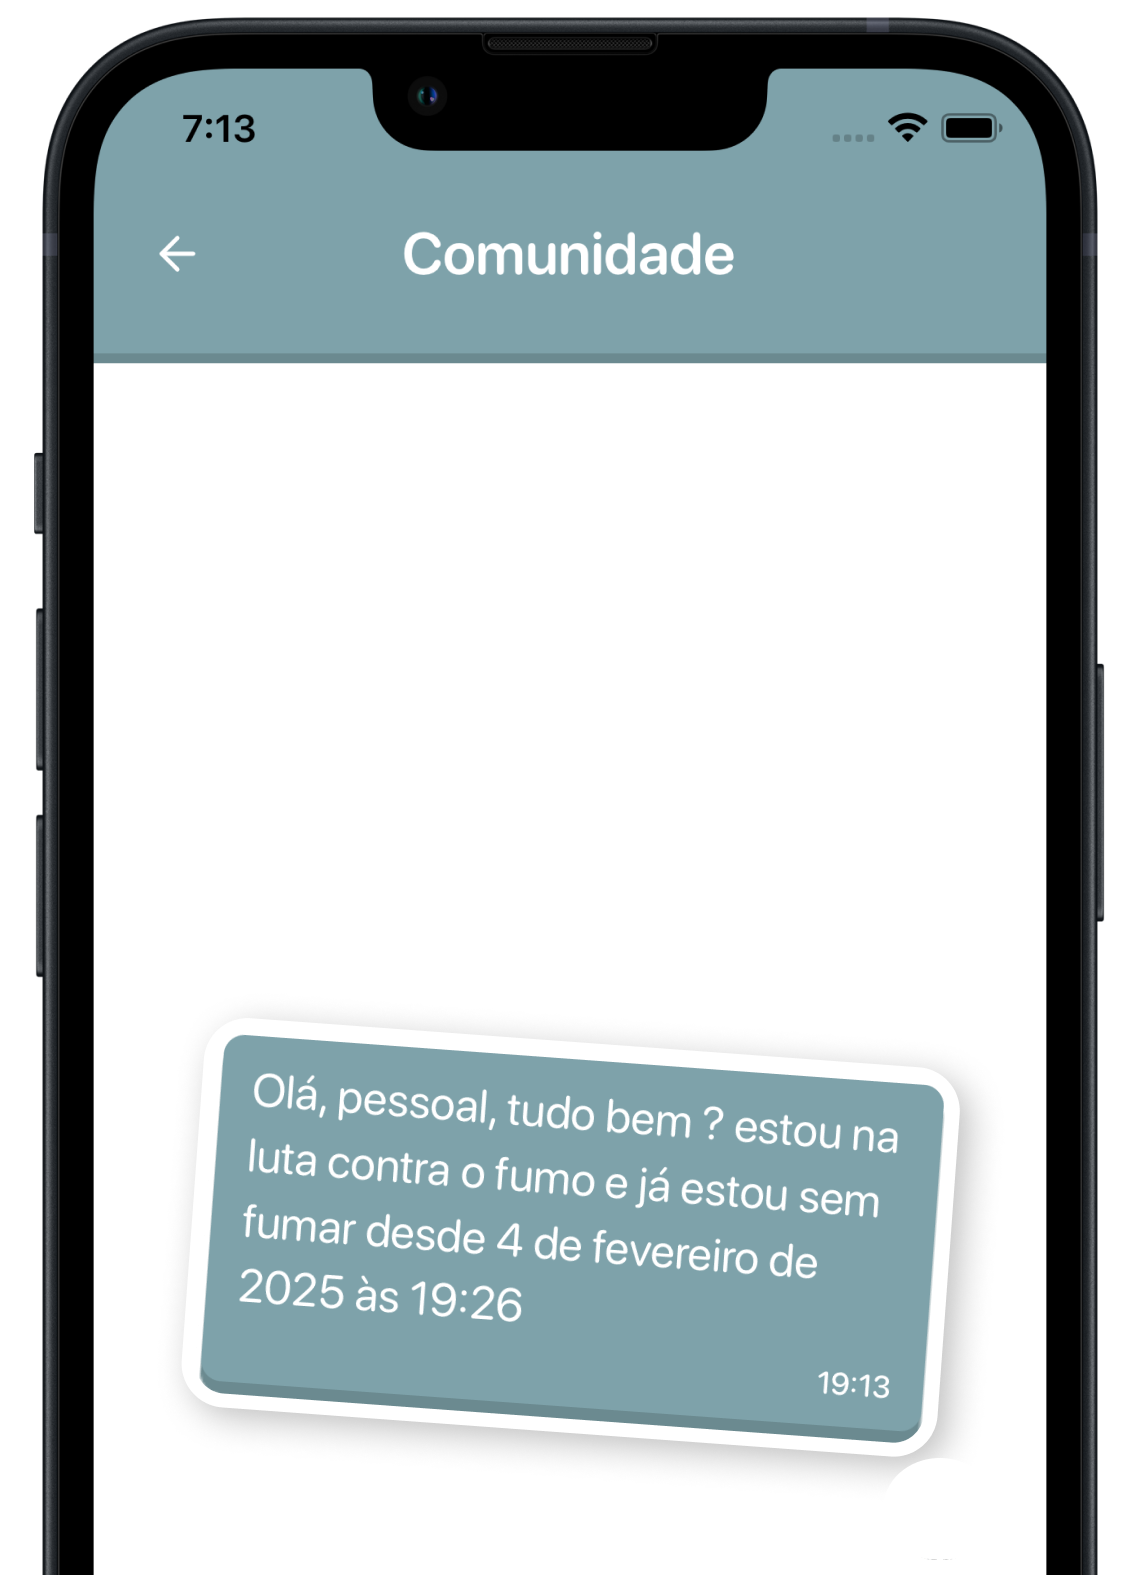 7:13
Comunidade
Olá, pessoal, tudo bem ? estou na
luta contra o fumo e já estou sem
fumar desde 4 de fevereiro de
2025 às 19:26
19:13